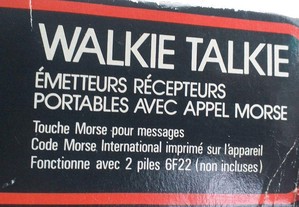 WALKIE TALKIE
ÉMETTEURS RÉCEPTEURS
PORTABLES AVEC APPEL MORSE
Touche Morse pour messages
Code Morse International imprimé sur l'appareil
Fonctionne avec 2 piles 6F22 (non incluses)